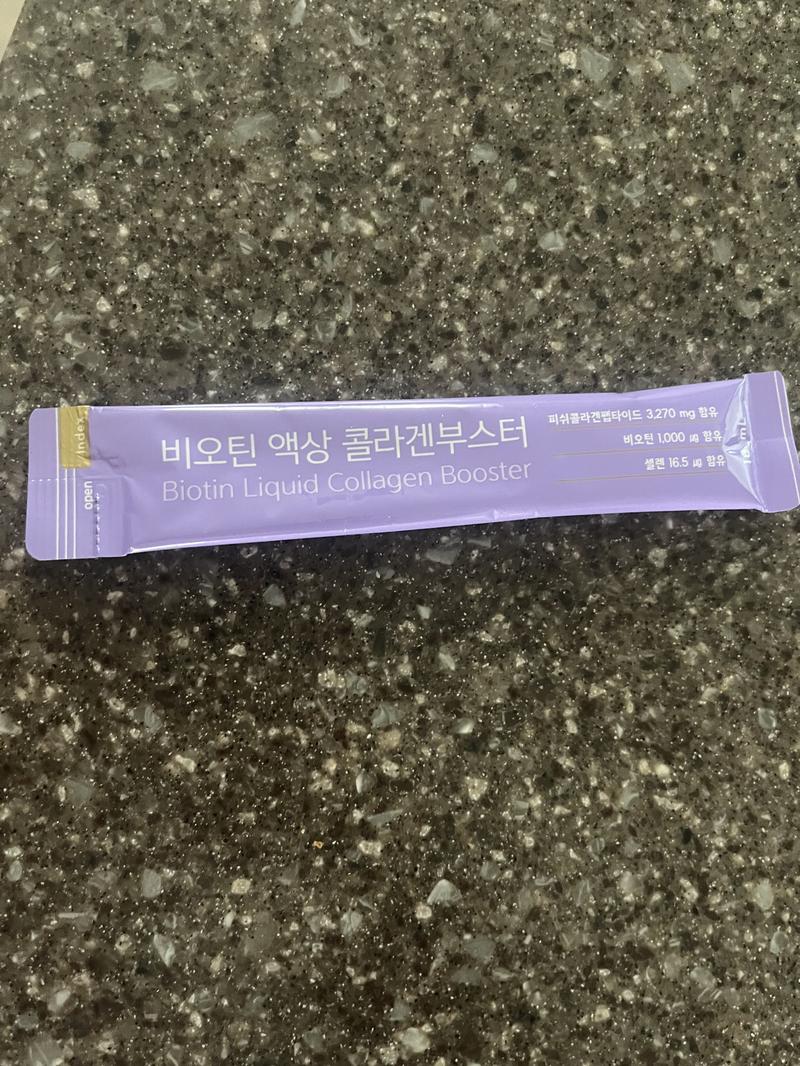 Index
open
비오틴 액상 콜라겐부스터
Biotin Liquid Collagen Booster
피쉬콜라겐펩타이드 3,270 mg 함유
비오틴 1,000 ㎍ 함유
셀렌 16.5 ㎍ 함유